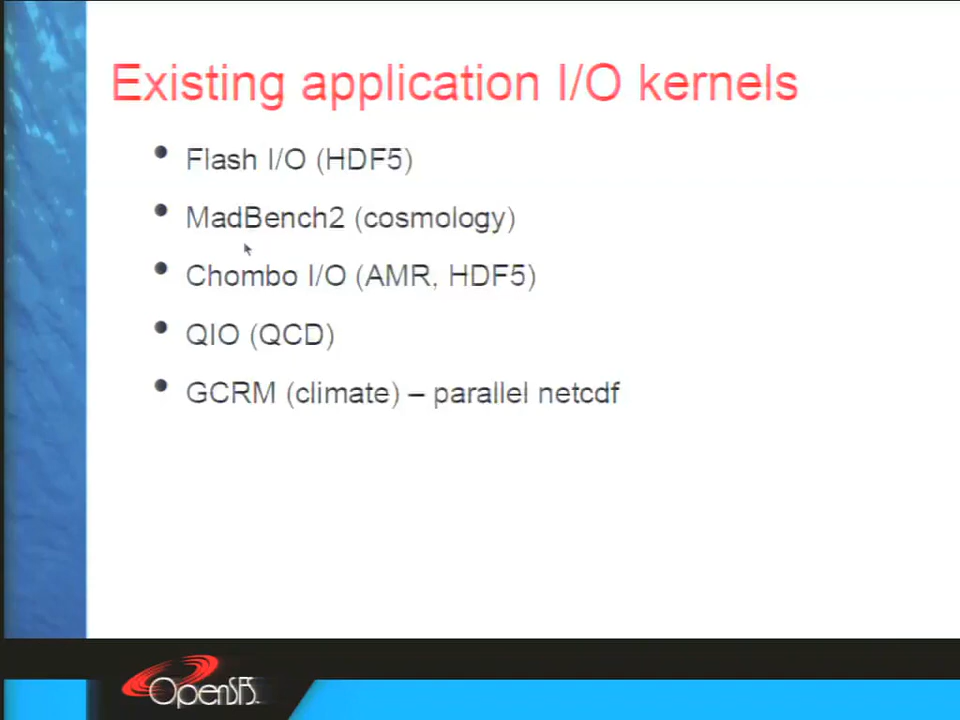 Existing application I/O kernels
• Flash I/O (HDF5)
• MadBench2 (cosmology)
• Chombo I/O (AMR, HDF5)
• QIO (QCD)
• GCRM (climate) – parallel netcdf
OpenSFS